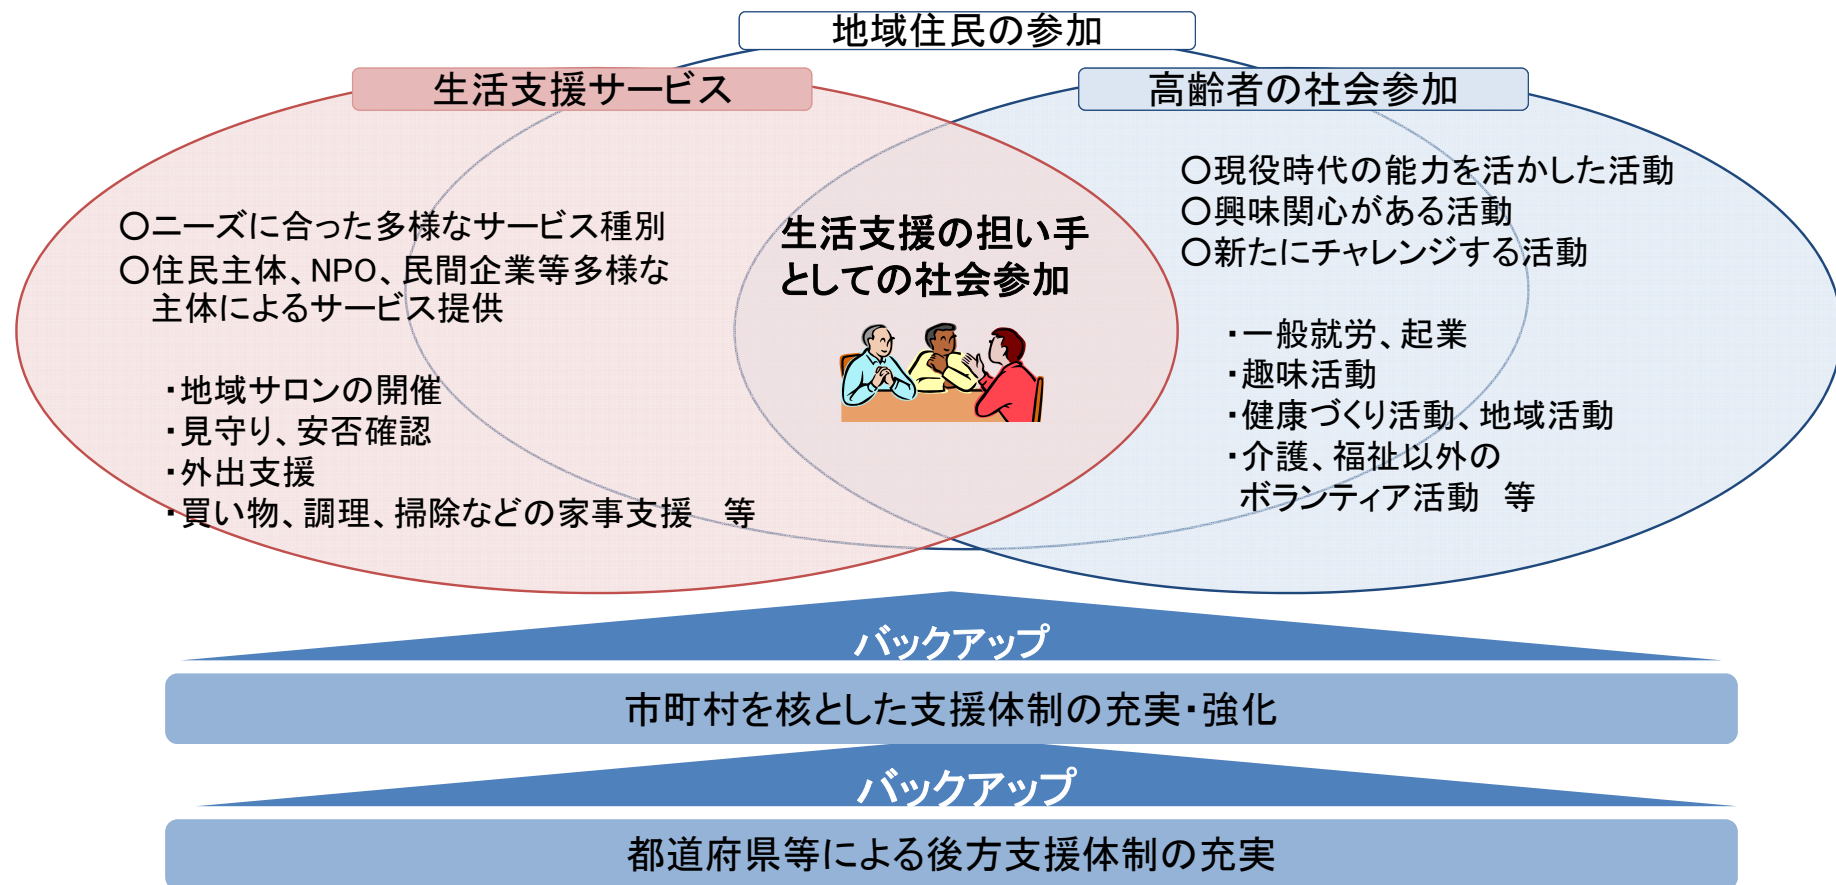 地域住民の参加
生活支援サービス
高齢者の社会参加
○ニーズに合った多様なサービス種別
○住民主体、NPO、民間企業等多様な
主体によるサービス提供
・地域サロンの開催
・見守り、安否確認
・外出支援
・買い物、調理、掃除などの家事支援　等
生活支援の担い手
としての社会参加
○現役時代の能力を活かした活動
○興味関心がある活動
○新たにチャレンジする活動
・一般就労、起業
・趣味活動
・健康づくり活動、地域活動
・介護、福祉以外の
ボランティア活動　等
バックアップ
市町村を核とした支援体制の充実・強化
バックアップ
都道府県等による後方支援体制の充実